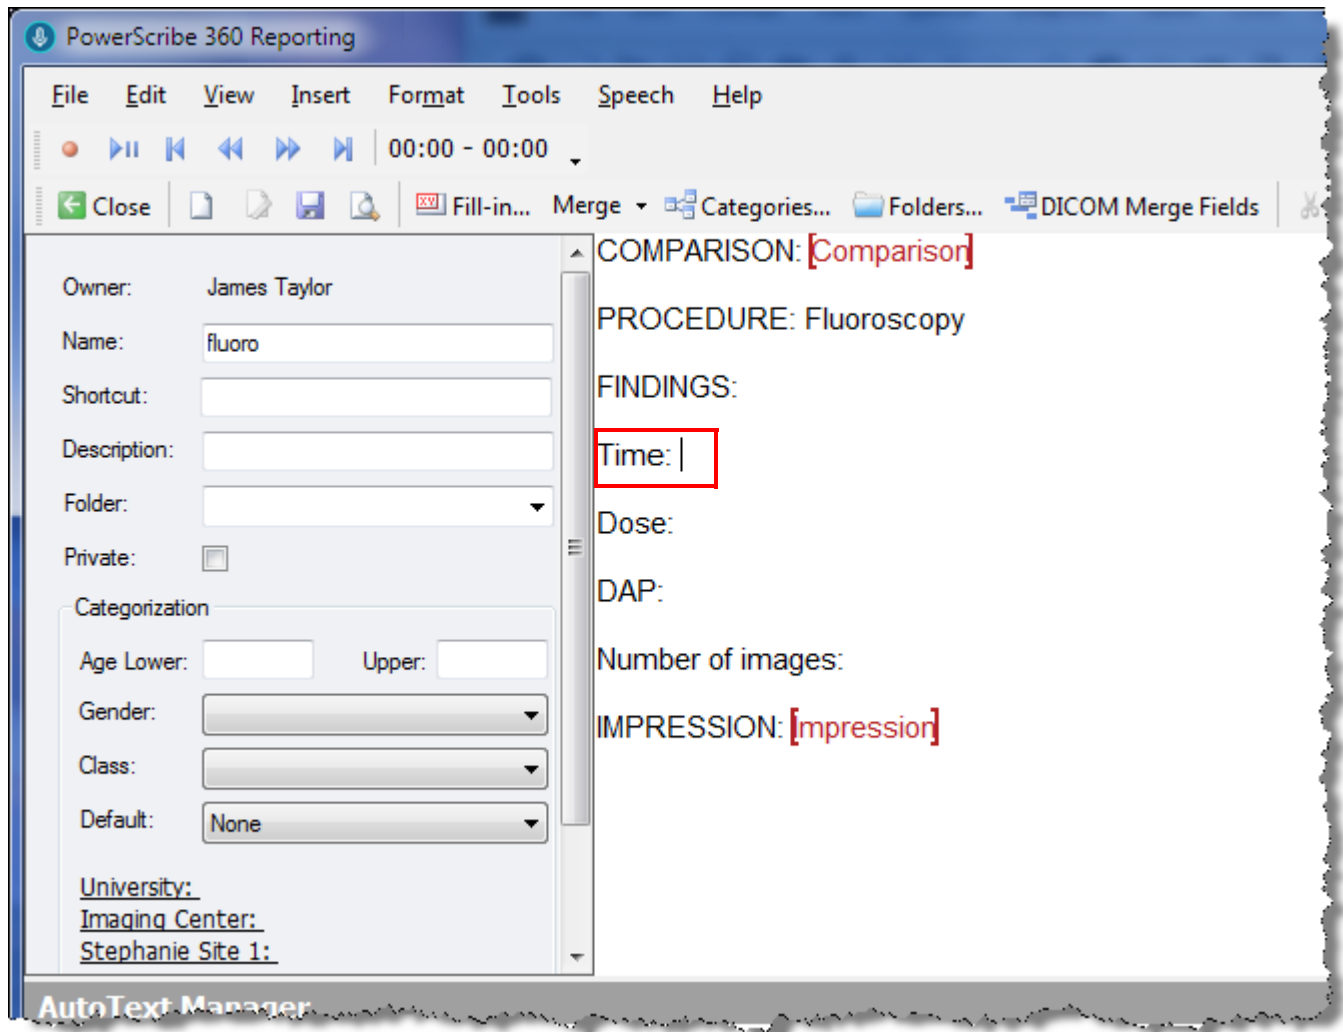 PowerScribe 360 Reporting
File Edit View Insert Format Tools Speech Help
00:00 - 00:00
Close Fill-in... Merge Categories... Folders... DICOM Merge Fields
Owner: James Taylor
Name: fluoro
Shortcut:
Description:
Folder:
Private:
Categorization
Age Lower: Upper:
Gender:
Class:
Default: None
University:
Imaging Center:
Stephanie Site 1:
COMPARISON: [Comparison]
PROCEDURE: Fluoroscopy
FINDINGS:
Time:
Dose:
DAP:
Number of images:
IMPRESSION: [Impression]
AutoText Manager